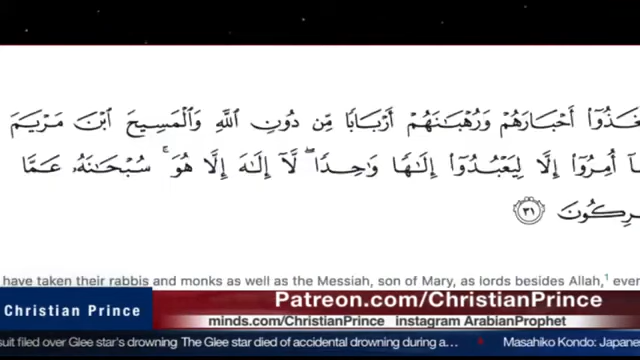 خَذُوٓا۟ أَحْبَارَهُمْ وَرُهْبَـٰنَهُمْ أَرْبَابًا مِّن دُونِ ٱللَّهِ وَٱلْمَسِيحَ ٱبْنَ مَرْيَمَ
أُمِرُوٓا۟ إِلَّا لِيَعْبُدُوٓا۟ إِلَـٰهًا وَٰحِدًا ۖ لَّآ إِلَـٰهَ إِلَّا هُوَ ۚ سُبْحَـٰنَهُۥ عَمَّا
رِكُونَ ٣١
have taken their rabbis and monks as well as the Messiah, son of Mary, as lords besides Allah,¹
Christian Prince
Patreon.com/ChristianPrince
minds.com/ChristianPrince instagram ArabianProphet
suit filed over Glee star's drowning The Glee star died of accidental drowning during a... Masahiko Kondo: